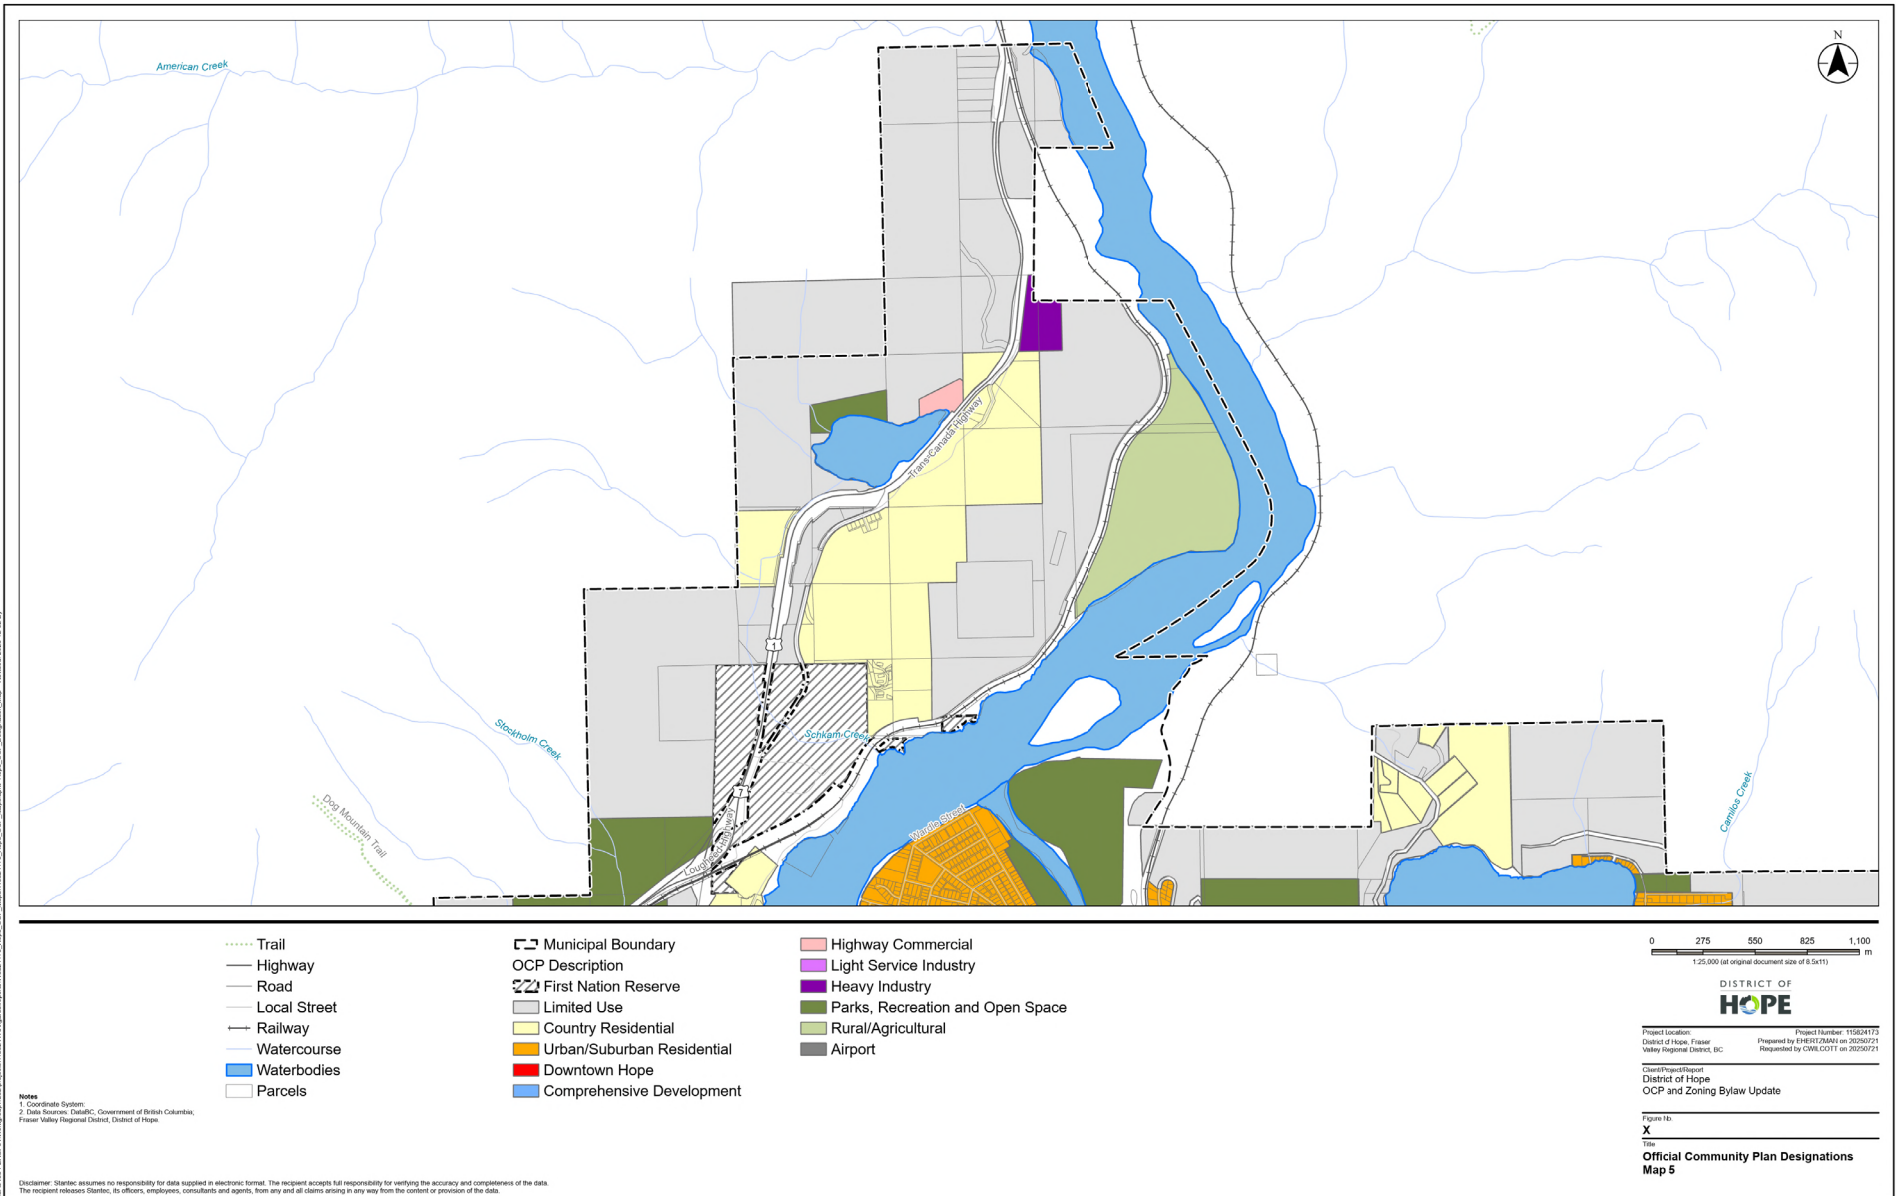 American Creek
N
Trans-Canada Highway
1
Schkam Creek
Stockholm Creek
7
Lougheed Highway
Dog Mountain Trail
Wardle Street
Camilos Creek
Trail
Highway
Road
Local Street
Railway
Watercourse
Waterbodies
Parcels
Municipal Boundary
OCP Description
First Nation Reserve
Limited Use
Country Residential
Urban/Suburban Residential
Downtown Hope
Comprehensive Development
Highway Commercial
Light Service Industry
Heavy Industry
Parks, Recreation and Open Space
Rural/Agricultural
Airport
0 275 550 825 1,100
m
1:25,000 (at original document size of 8.5x11)
DISTRICT OF
HOPE
Project Location: Project Number: 115824173
District of Hope, Fraser Prepared by EHERTZMAN on 20250721
Valley Regional District, BC Requested by CWILCOTT on 20250721
Client/Project/Report
District of Hope
OCP and Zoning Bylaw Update
Figure No.
X
Title
Official Community Plan Designations
Map 5
Notes
1. Coordinate System:
2. Data Sources: DataBC, Government of British Columbia,
Fraser Valley Regional District, District of Hope
Disclaimer: Stantec assumes no responsibility for data supplied in electronic format. The recipient accepts full responsibility for verifying the accuracy and completeness of the data.
The recipient releases Stantec, its officers, employees, consultants and agents, from any and all claims arising in any way from the content or provision of the data.